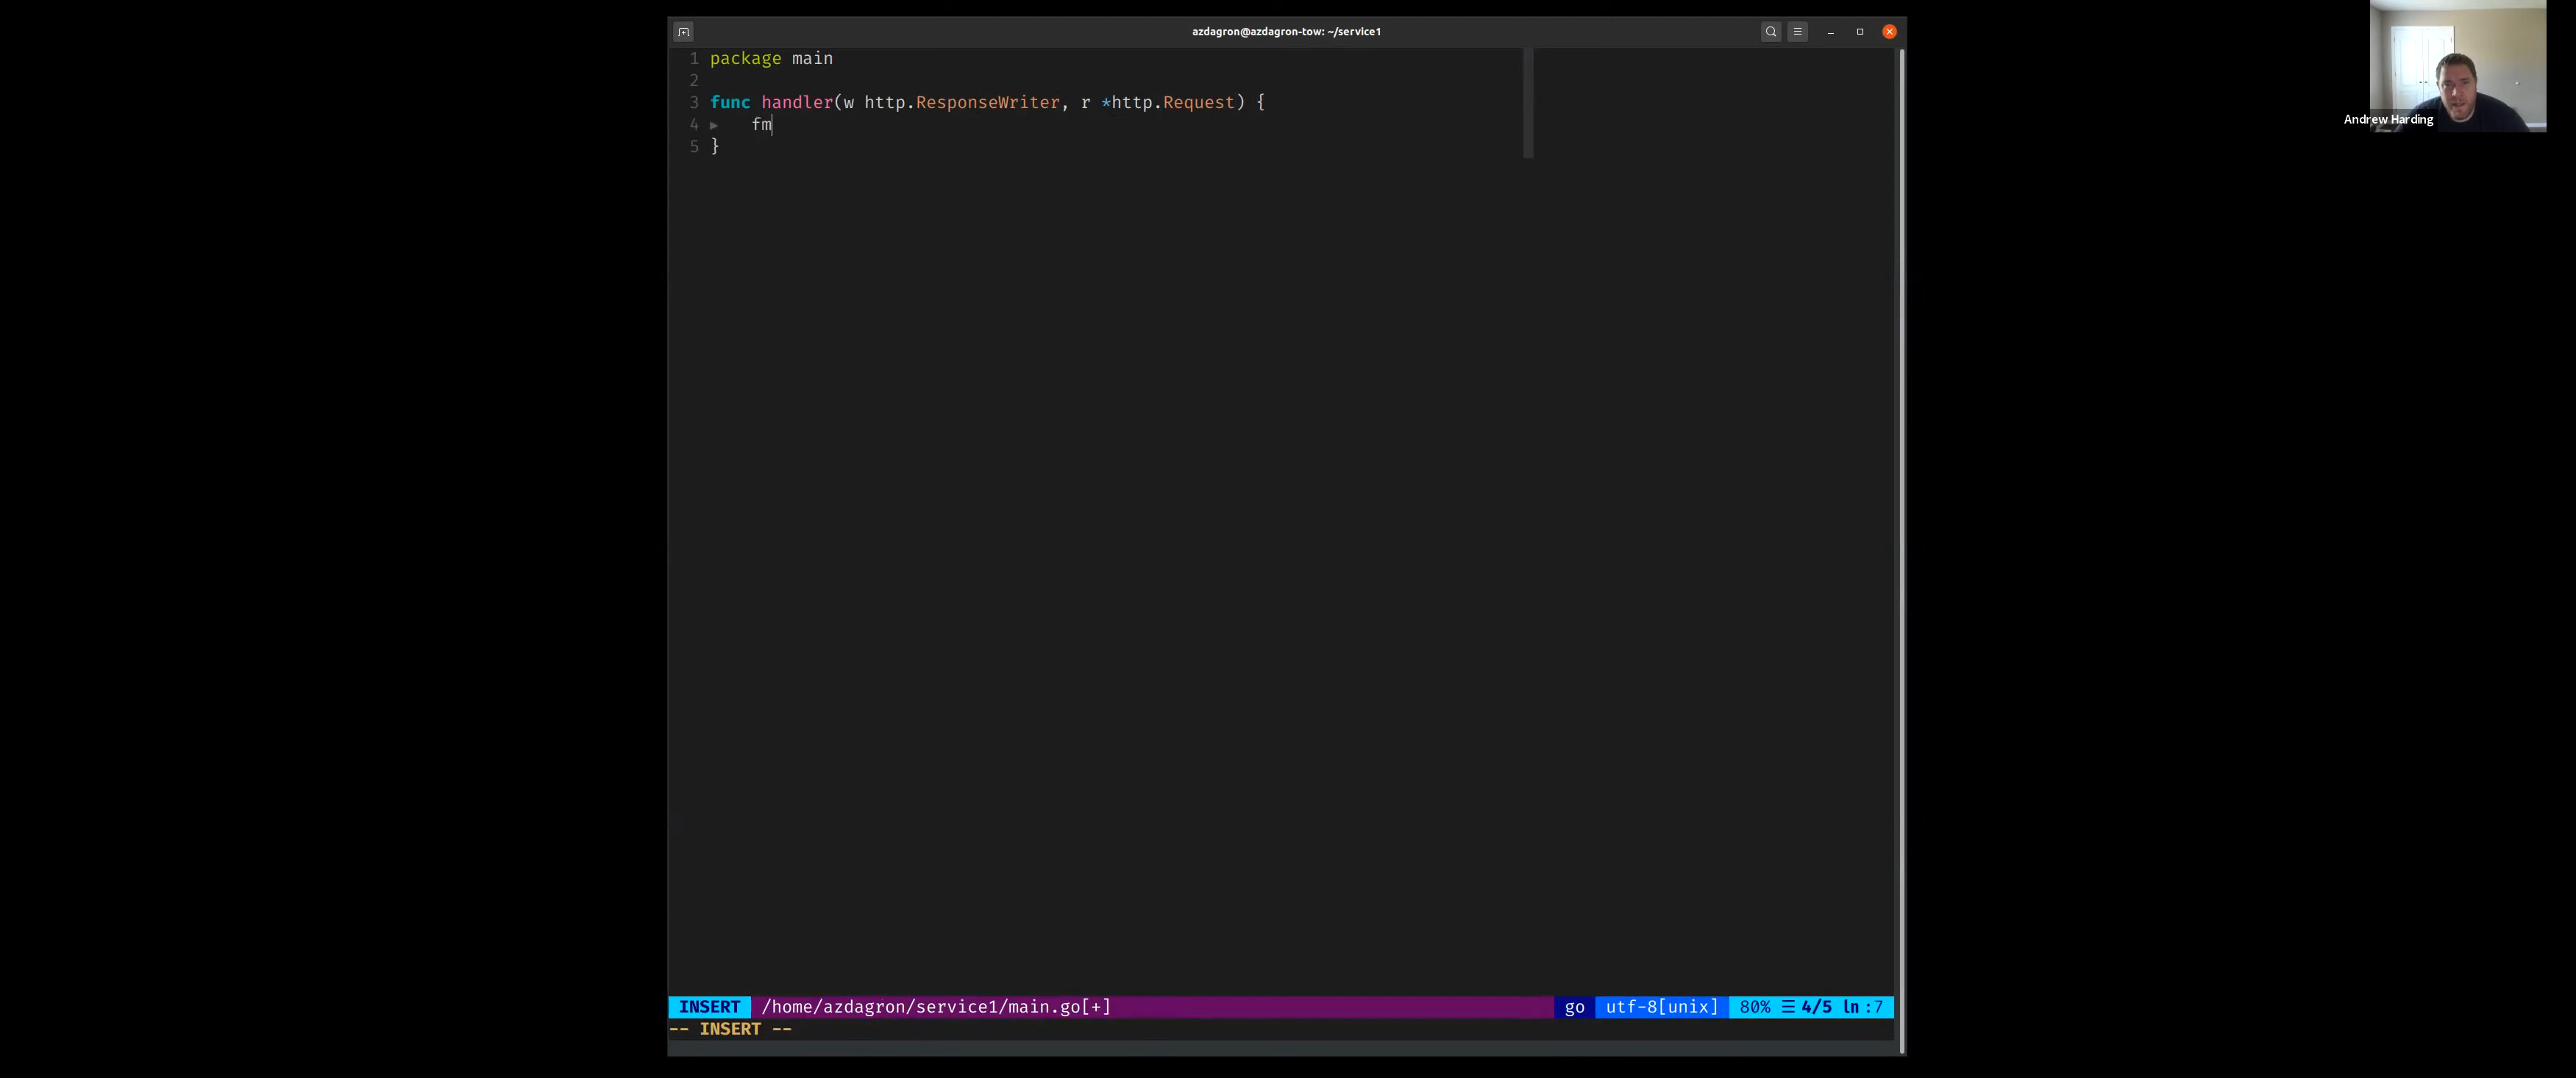 azdagron@azdagron-tow: ~/service1
1 package main
2
3 func handler(w http.ResponseWriter, r *http.Request) {
4 ▸ fm
5 }
Andrew Harding
INSERT /home/azdagron/service1/main.go[+] go utf-8[unix] 80% ☰ 4/5 ln :7
-- INSERT --